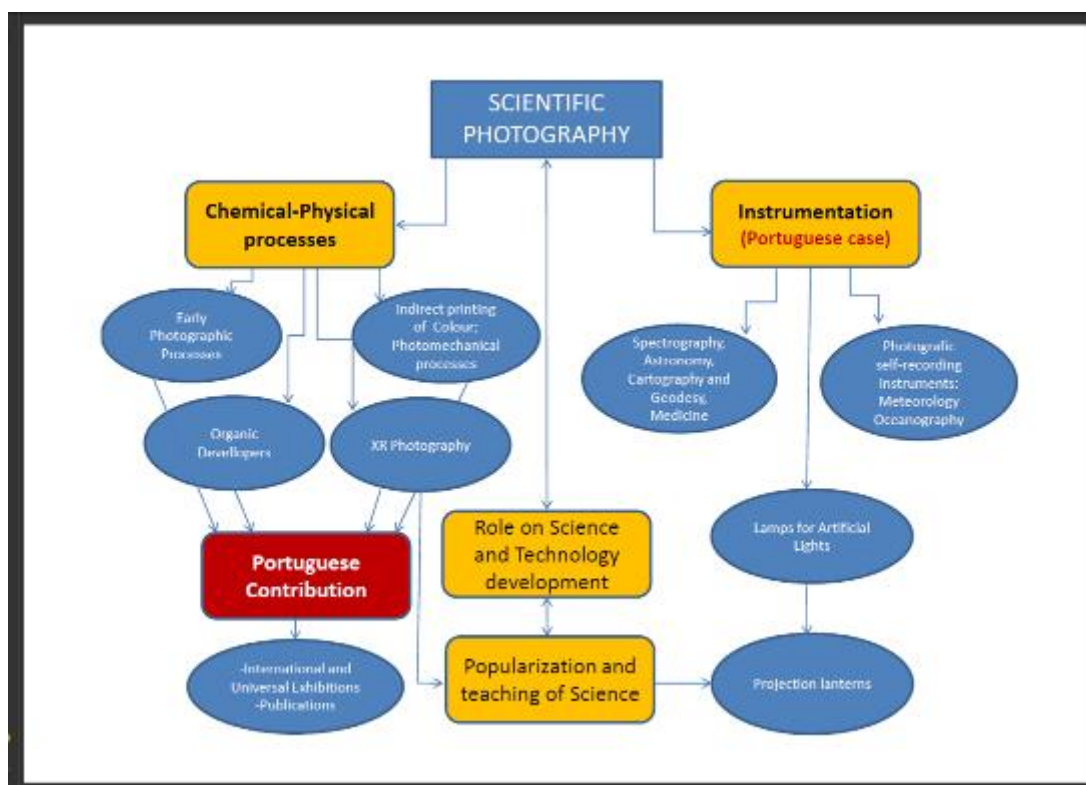 SCIENTIFIC
PHOTOGRAPHY
Chemical-Physical
processes
Instrumentation
(Portuguese case)
Early
Photographic
Processes
Indirect printing
of Colour;
Photomechanical
processes
Spectrography,
Astronomy,
Cartography and
Geodesy,
Medicine
Photografic
self-recording
Instruments:
Meteorology
Oceanography
Organic
Devellopers
XR Photography
Role on Science
and Technology
development
Lamps for Artificial
Lights
Portuguese
Contribution
-International and
Universal Exhibitions
-Publications
Popularization and
teaching of Science
Projection lanterns